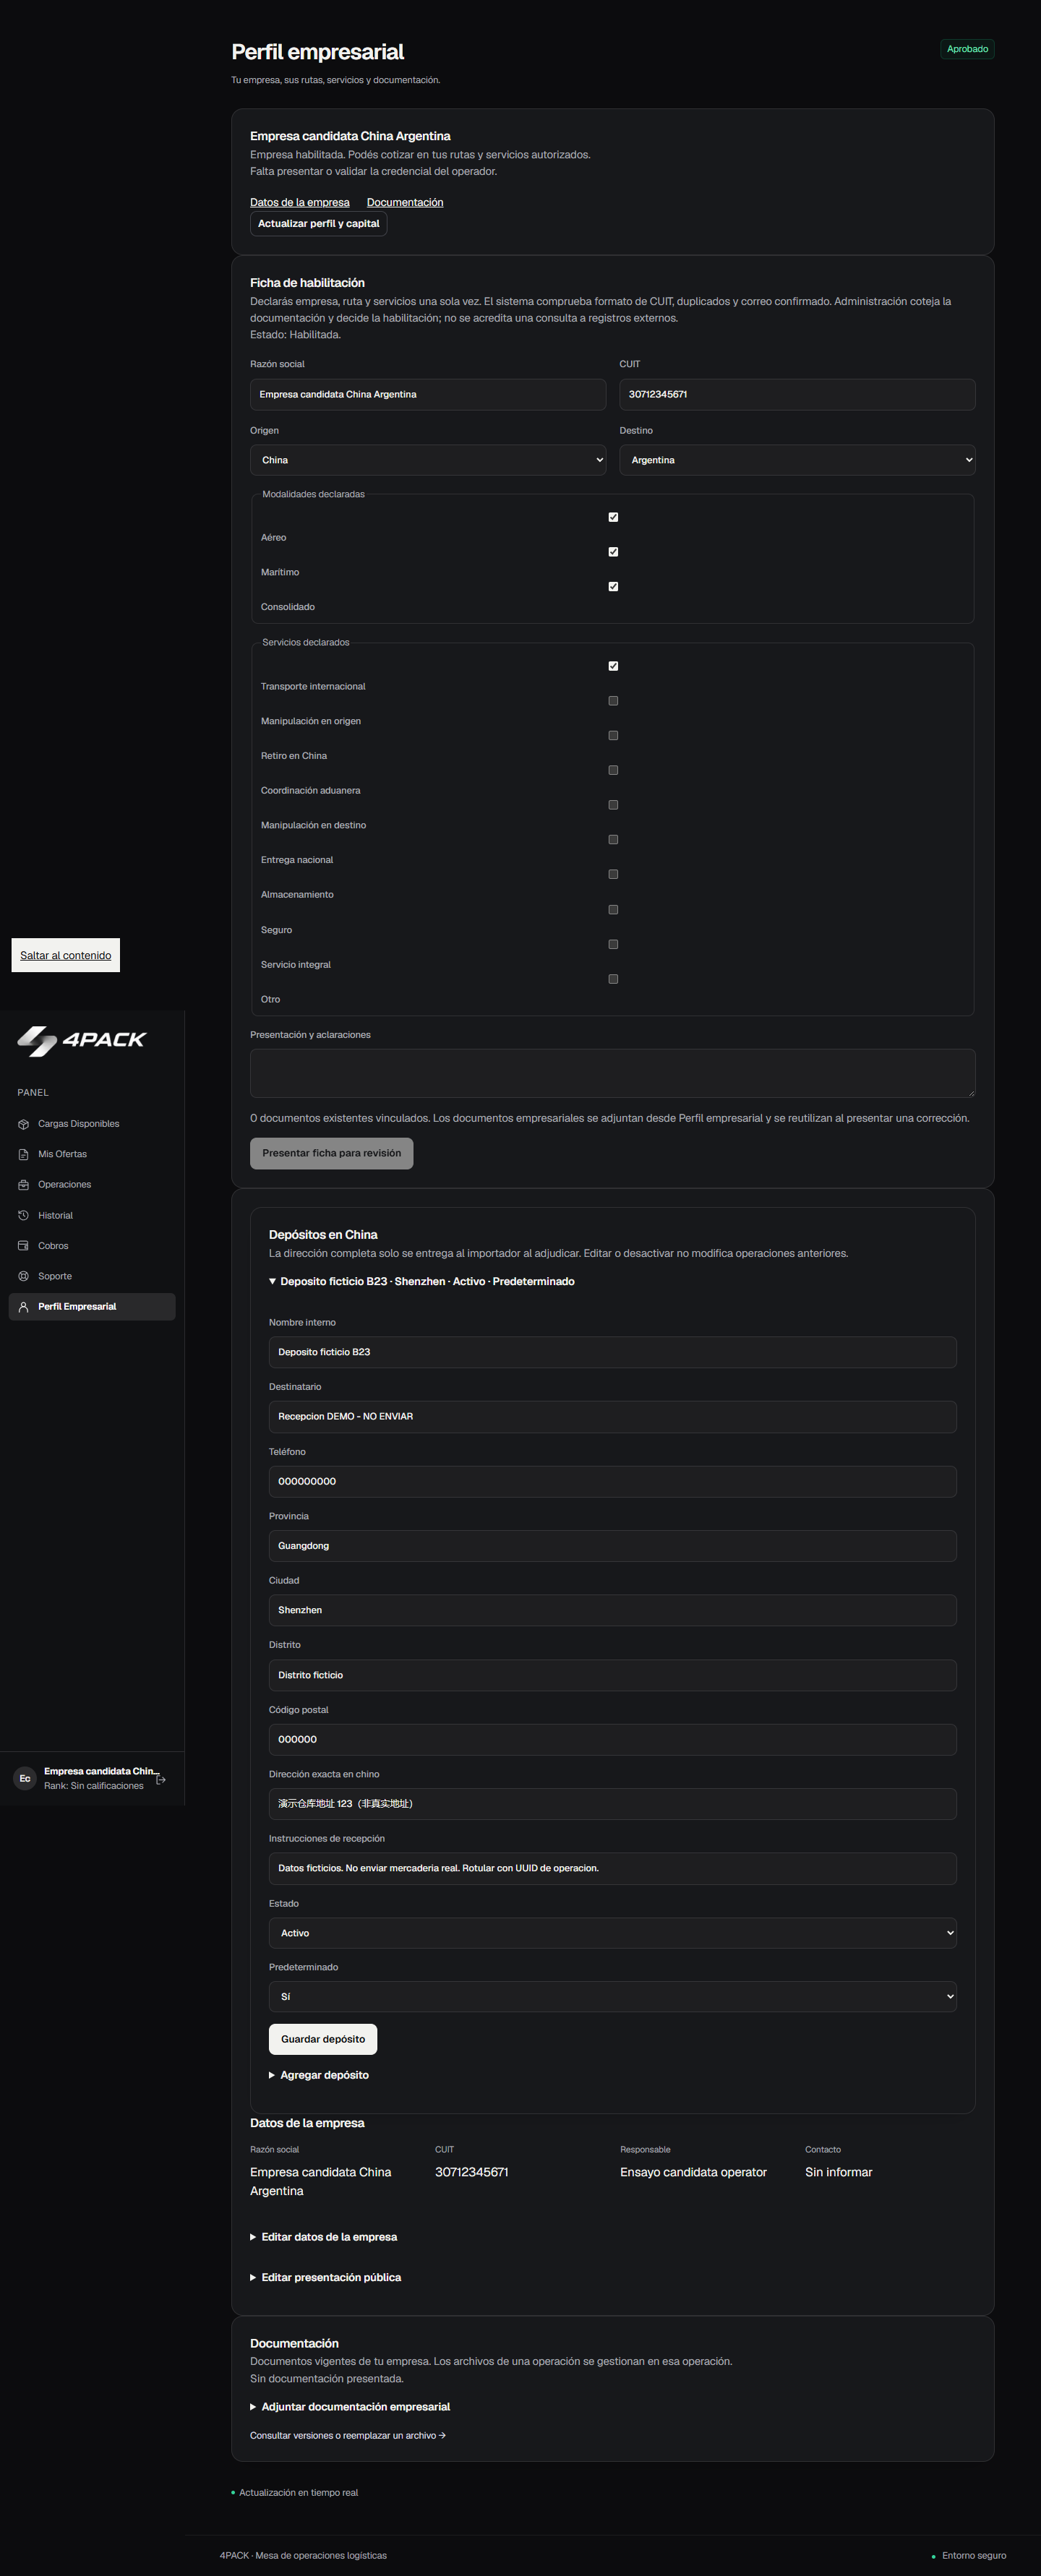 Perfil empresarial
Aprobado
Tu empresa, sus rutas, servicios y documentación.
Empresa candidata China Argentina
Empresa habilitada. Podés cotizar en tus rutas y servicios autorizados.
Falta presentar o validar la credencial del operador.
Datos de la empresa Documentación
Actualizar perfil y capital
Ficha de habilitación
Declarás empresa, ruta y servicios una sola vez. El sistema comprueba formato de CUIT, duplicados y correo confirmado. Administración coteja la
documentación y decide la habilitación; no se acredita una consulta a registros externos.
Estado: Habilitada.
Razón social CUIT
Empresa candidata China Argentina 30712345671
Origen Destino
China Argentina
Modalidades declaradas
Aéreo
Marítimo
Consolidado
Servicios declarados
Transporte internacional
Manipulación en origen
Retiro en China
Coordinación aduanera
Manipulación en destino
Entrega nacional
Almacenamiento
Seguro
Servicio integral
Otro
Presentación y aclaraciones
0 documentos existentes vinculados. Los documentos empresariales se adjuntan desde Perfil empresarial y se reutilizan al presentar una corrección.
Presentar ficha para revisión
Saltar al contenido
4PACK
PANEL
Cargas Disponibles
Mis Ofertas
Operaciones
Historial
Cobros
Soporte
Perfil Empresarial
Ec
Empresa candidata Chin...
Rank: Sin calificaciones
Depósitos en China
La dirección completa solo se entrega al importador al adjudicar. Editar o desactivar no modifica operaciones anteriores.
Deposito ficticio B23 · Shenzhen · Activo · Predeterminado
Nombre interno
Deposito ficticio B23
Destinatario
Recepcion DEMO - NO ENVIAR
Teléfono
000000000
Provincia
Guangdong
Ciudad
Shenzhen
Distrito
Distrito ficticio
Código postal
000000
Dirección exacta en chino
演示仓库地址 123（非真实地址）
Instrucciones de recepción
Datos ficticios. No enviar mercaderia real. Rotular con UUID de operacion.
Estado
Activo
Predeterminado
Sí
Guardar depósito
Agregar depósito
Datos de la empresa
Razón social CUIT Responsable Contacto
Empresa candidata China 30712345671 Ensayo candidata operator Sin informar
Argentina
Editar datos de la empresa
Editar presentación pública
Documentación
Documentos vigentes de tu empresa. Los archivos de una operación se gestionan en esa operación.
Sin documentación presentada.
Adjuntar documentación empresarial
Consultar versiones o reemplazar un archivo →
Actualización en tiempo real
4PACK · Mesa de operaciones logísticas
Entorno seguro